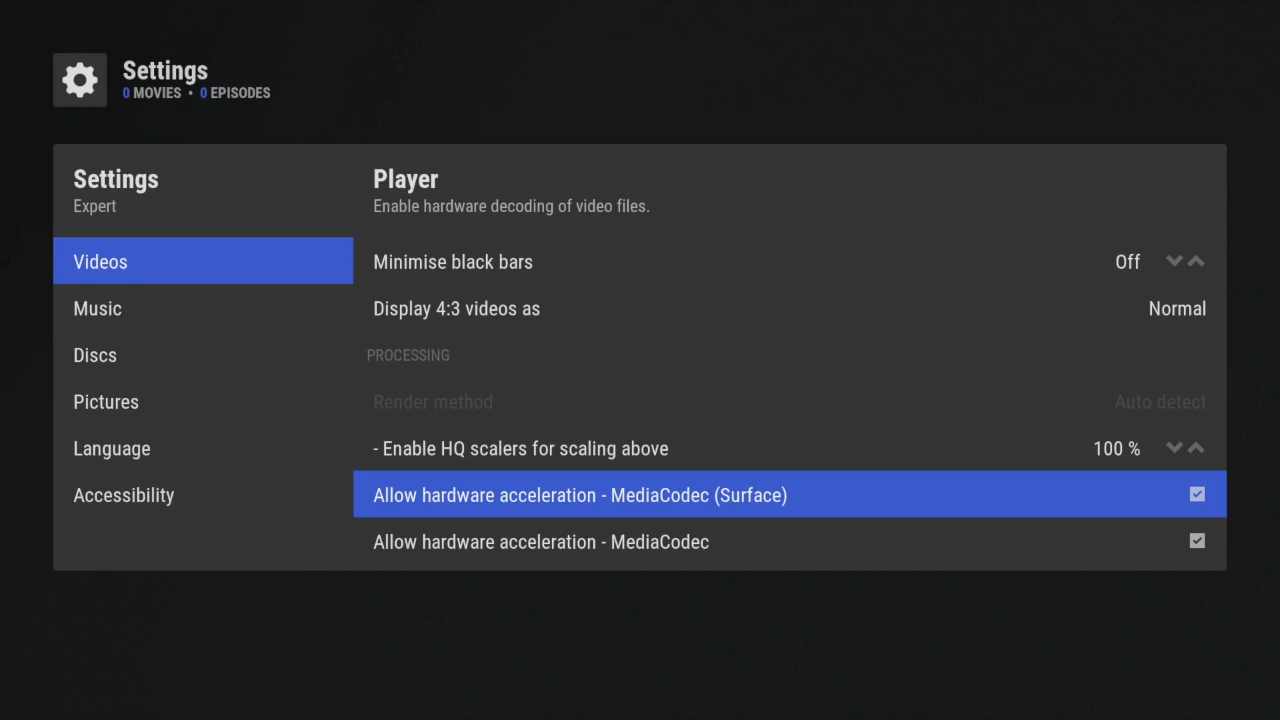 Settings
0 MOVIES • 0 EPISODES
Settings
Expert
Videos
Music
Discs
Pictures
Language
Accessibility
Player
Enable hardware decoding of video files.
Minimise black bars Off
Display 4:3 videos as Normal
PROCESSING
Render method Auto detect
- Enable HQ scalers for scaling above 100 %
Allow hardware acceleration - MediaCodec (Surface)
Allow hardware acceleration - MediaCodec